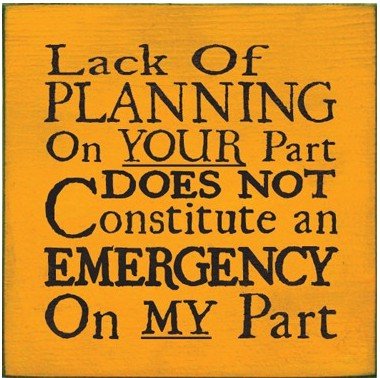 Lack Of
PLANNING
On YOUR Part
DOES NOT
Constitute an
EMERGENCY
On MY Part